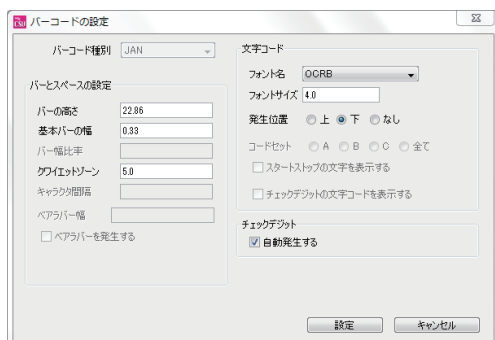 バーコードの設定
バーコード種別 JAN
バーとスペースの設定
バーの高さ 22.86
基本バーの幅 0.33
バー幅比率
クワイエットゾーン 5.0
キャラクタ間隔
ベアラバー幅
ベアラバーを発生する
文字コード
フォント名 OCRB
フォントサイズ 4.0
発生位置 上 下 なし
コードセット A B C 全て
スタートストップの文字を表示する
チェックデジットの文字コードを表示する
チェックデジット
自動発生する
設定 キャンセル